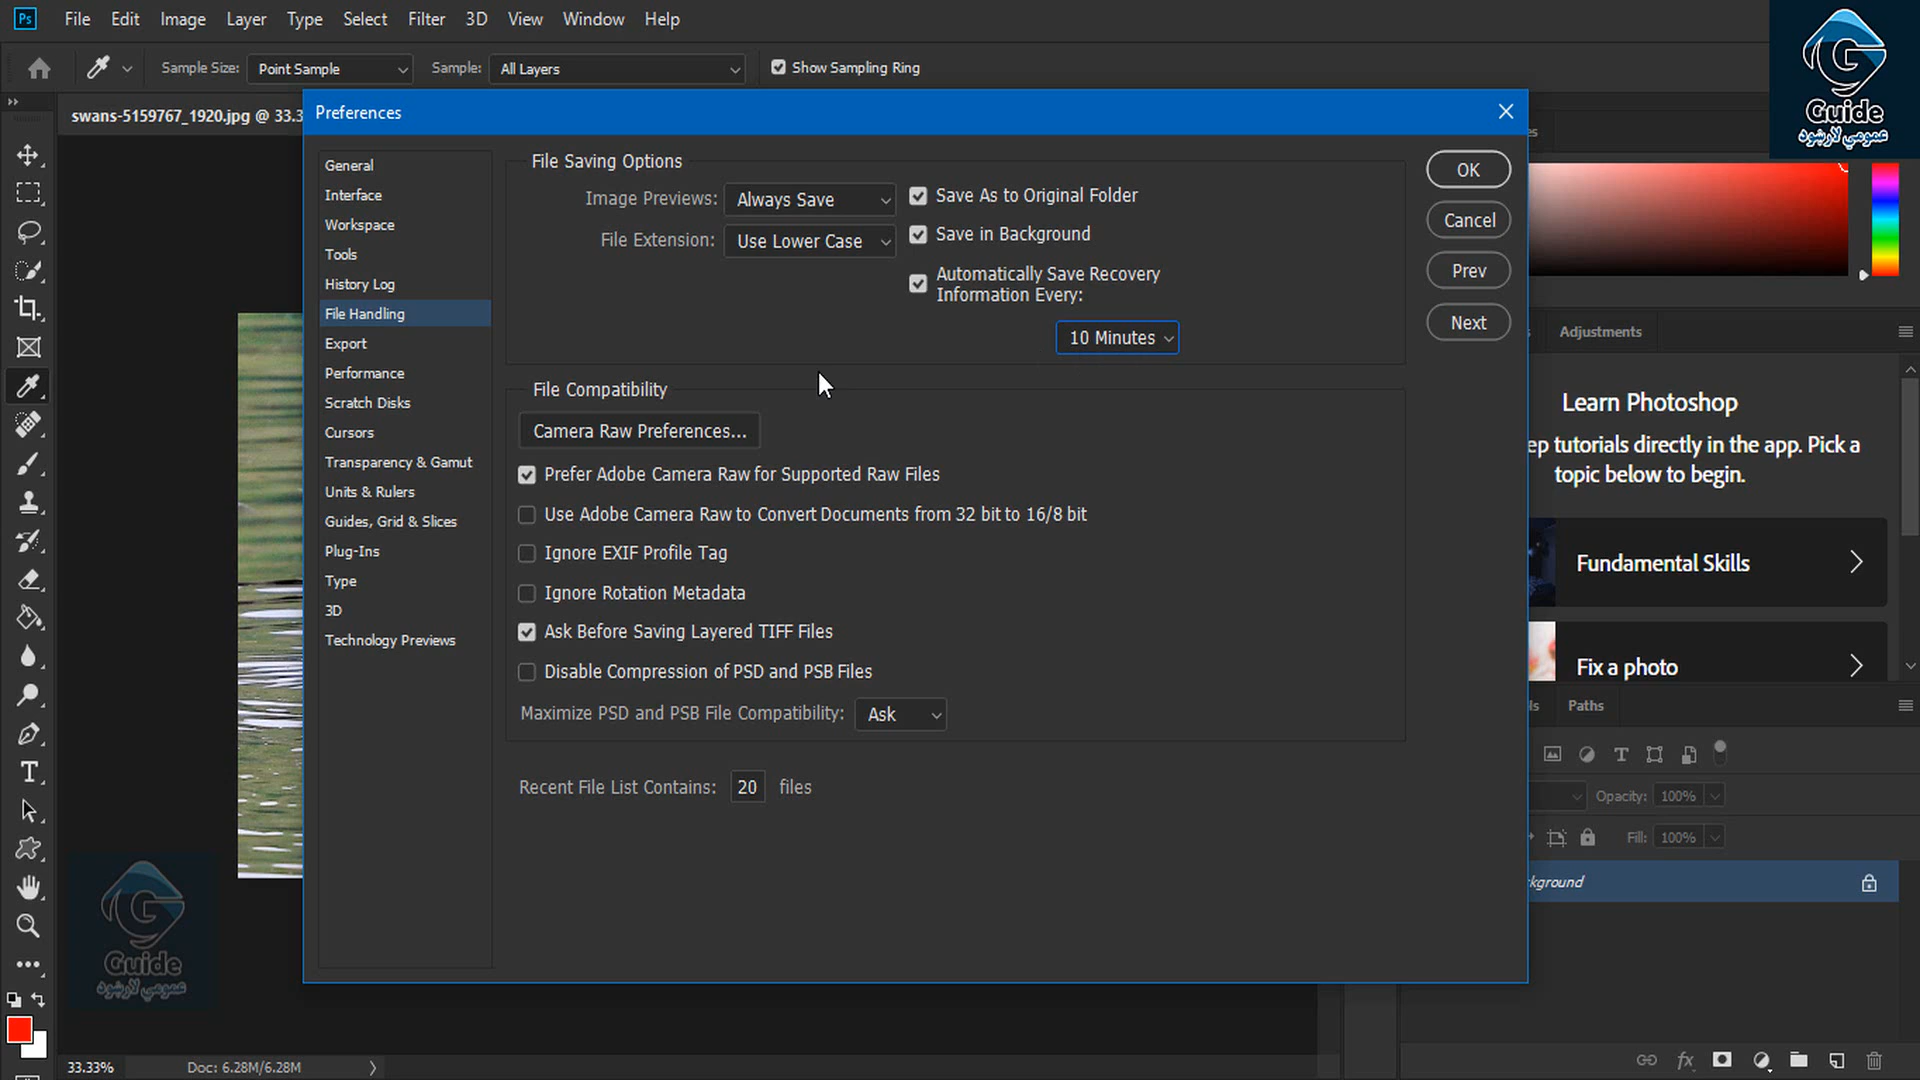 Ps File Edit Image Layer Type Select Filter 3D View Window Help
Sample Size: Point Sample Sample: All Layers Show Sampling Ring
swans-5159767_1920.jpg @ 33.3
Preferences
General
Interface
Workspace
Tools
History Log
File Handling
Export
Performance
Scratch Disks
Cursors
Transparency & Gamut
Units & Rulers
Guides, Grid & Slices
Plug-Ins
Type
3D
Technology Previews
File Saving Options
Image Previews: Always Save
File Extension: Use Lower Case
Save As to Original Folder
Save in Background
Automatically Save Recovery
Information Every:
10 Minutes
File Compatibility
Camera Raw Preferences...
Prefer Adobe Camera Raw for Supported Raw Files
Use Adobe Camera Raw to Convert Documents from 32 bit to 16/8 bit
Ignore EXIF Profile Tag
Ignore Rotation Metadata
Ask Before Saving Layered TIFF Files
Disable Compression of PSD and PSB Files
Maximize PSD and PSB File Compatibility: Ask
Recent File List Contains: 20 files
OK
Cancel
Prev
Next
Guide
عمومي لارښود
es
s Adjustments
Learn Photoshop
ep tutorials directly in the app. Pick a
topic below to begin.
Fundamental Skills
Fix a photo
ls Paths
Opacity: 100%
Fill: 100%
kground
Guide
عمومي لارښود
33.33% Doc: 6.28M/6.28M
fx